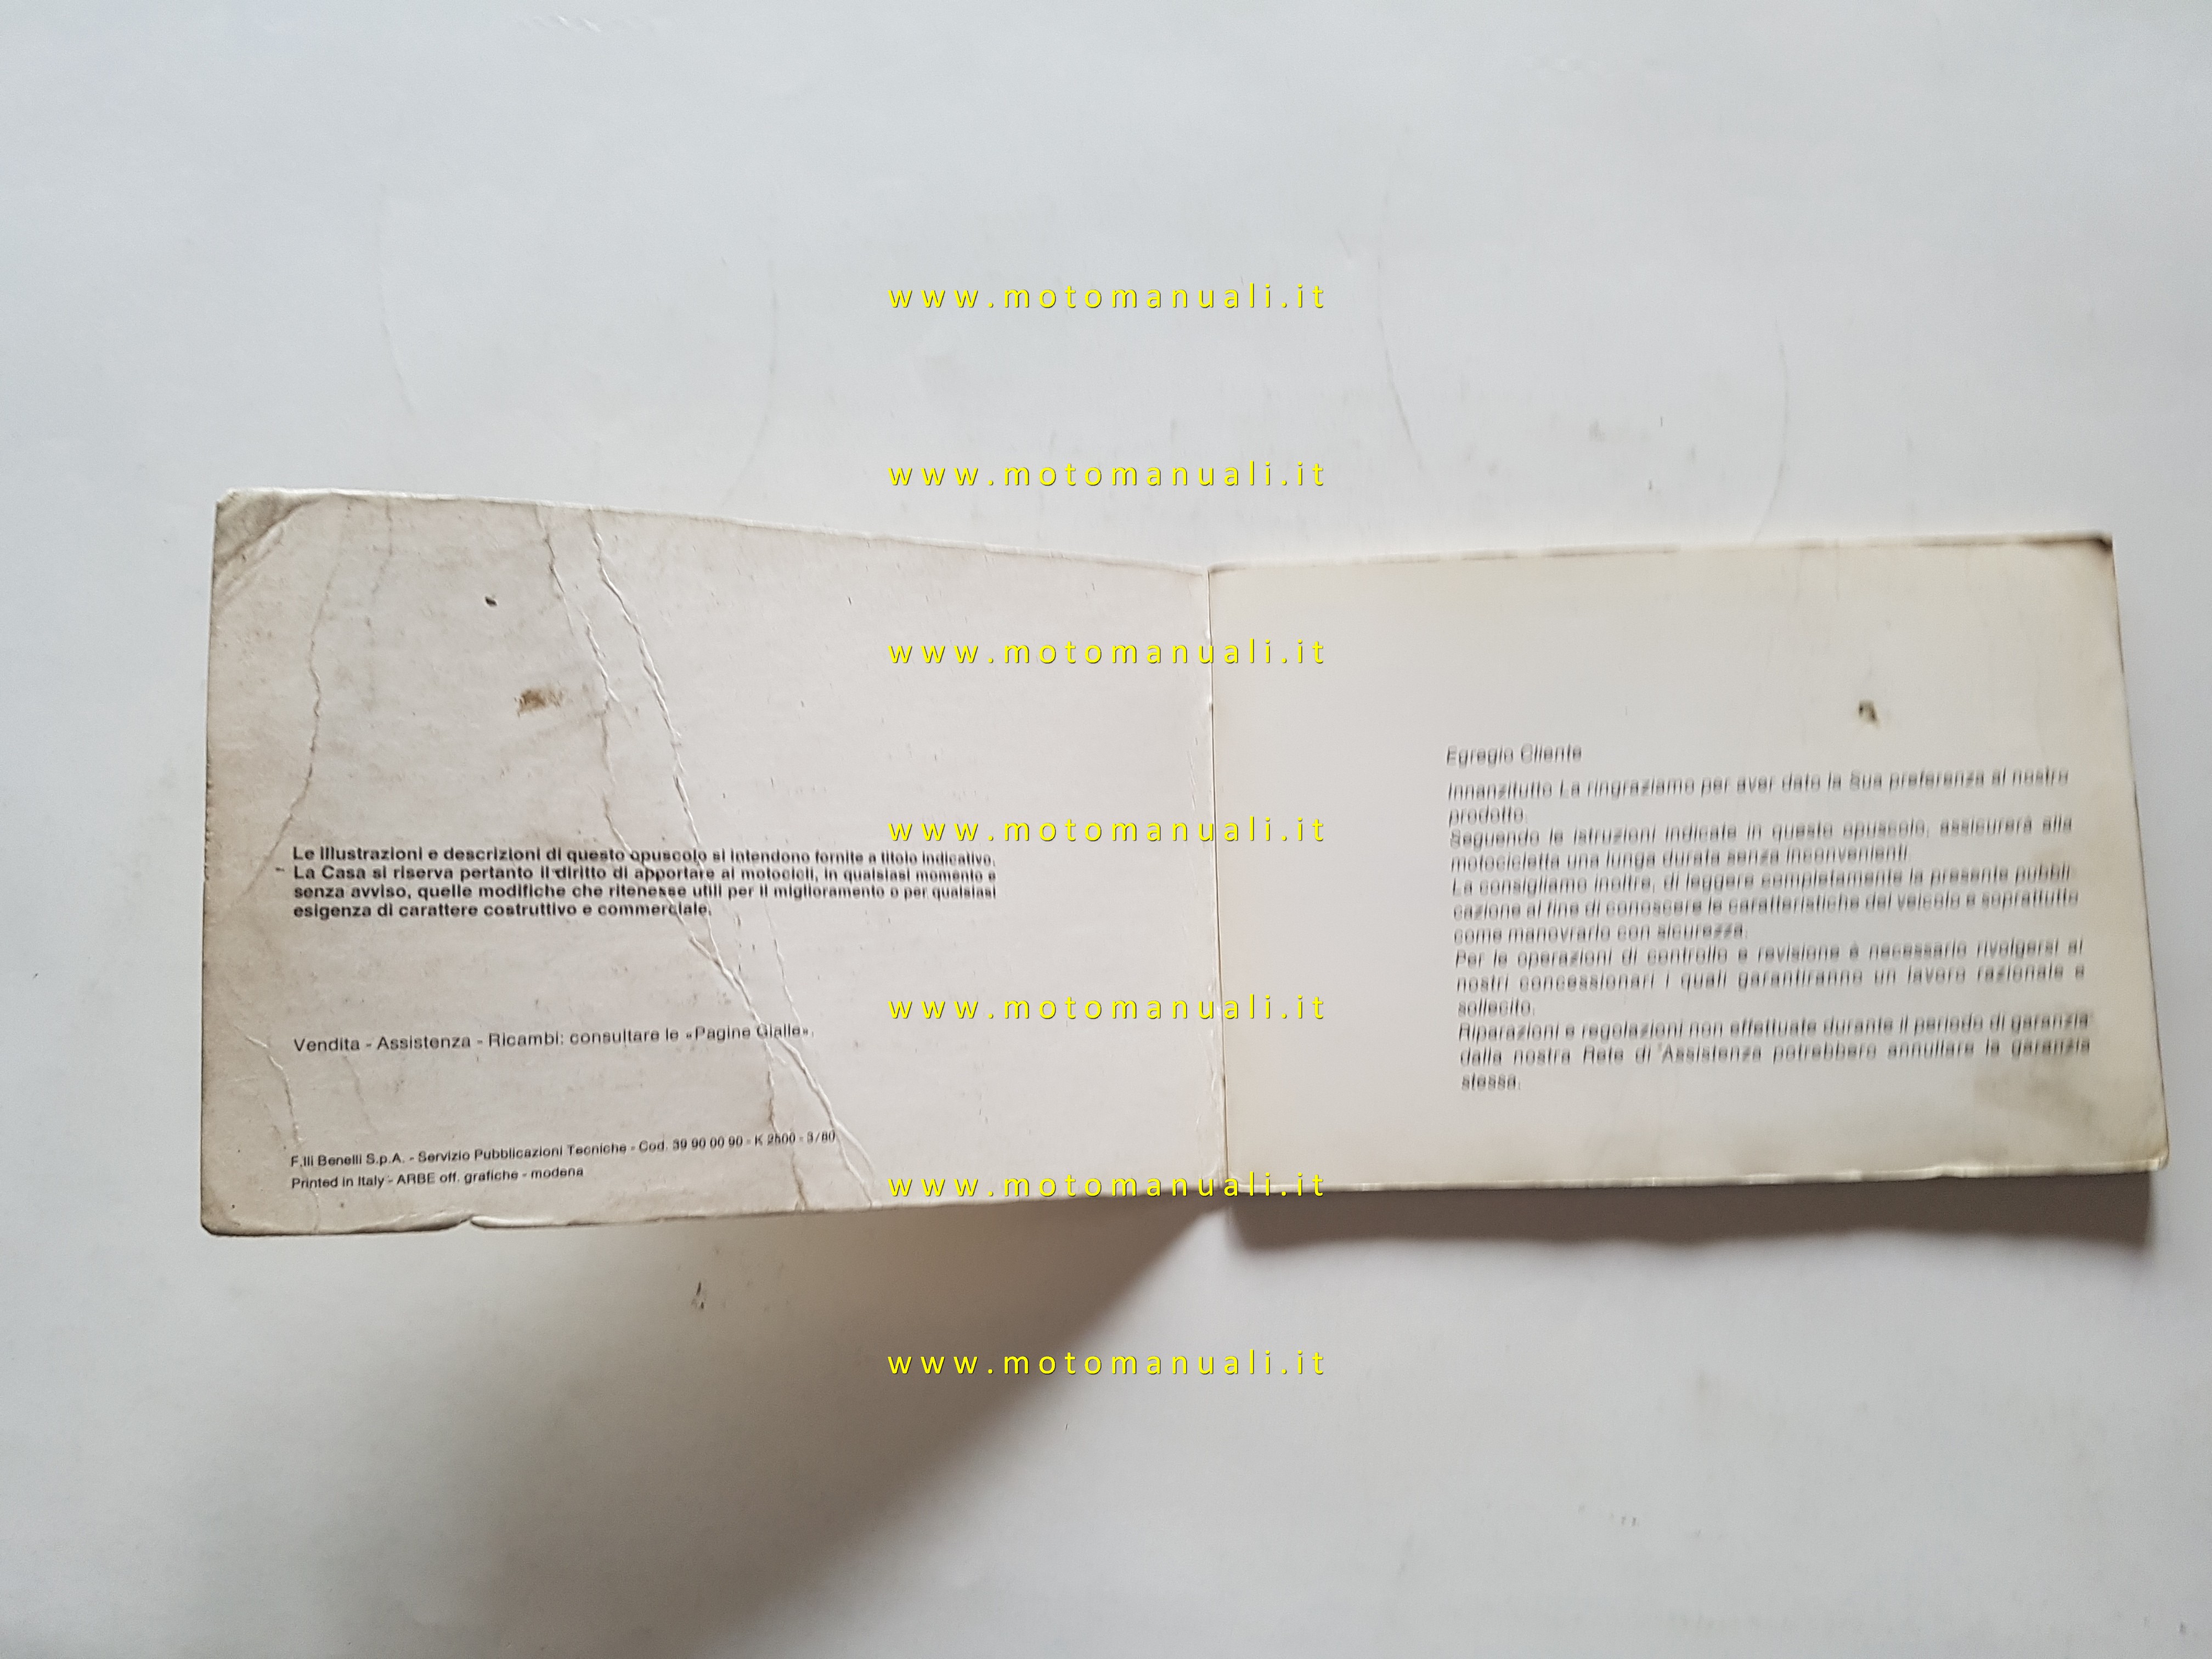 www.motomanuali.it
www.motomanuali.it
www.motomanuali.it
www.motomanuali.it
www.motomanuali.it
www.motomanuali.it
www.motomanuali.it
Le illustrazioni e descrizioni di questo opuscolo si intendono fornite a titolo indicativo.
La Casa si riserva pertanto il diritto di apportare ai motocicli, in qualsiasi momento e
senza avviso, quelle modifiche che ritenesse utili per il miglioramento o per qualsiasi
esigenza di carattere costruttivo e commerciale.
Vendita - Assistenza - Ricambi: consultare le «Pagine Gialle».
F.lli Benelli S.p.A. - Servizio Pubblicazioni Tecniche - Cod. 39 90 00 90 - K 2500 - 3/80
Printed in Italy - ARBE off. grafiche - modena
Egregio Cliente
Innanzitutto La ringraziamo per aver dato la Sua preferenza al nostro
prodotto.
Seguendo le istruzioni indicate in questo opuscolo, assicurerà alla
motocicletta una lunga durata senza inconvenienti.
La consigliamo inoltre, di leggere completamente la presente pubbli-
cazione al fine di conoscere le caratteristiche del veicolo e soprattutto
come manovrarlo con sicurezza.
Per le operazioni di controllo e revisione è necessario rivolgersi ai
nostri concessionari i quali garantiranno un lavoro razionale e
sollecito.
Riparazioni e regolazioni non effettuate durante il periodo di garanzia
dalla nostra Rete di Assistenza potrebbero annullare la garanzia
stessa.